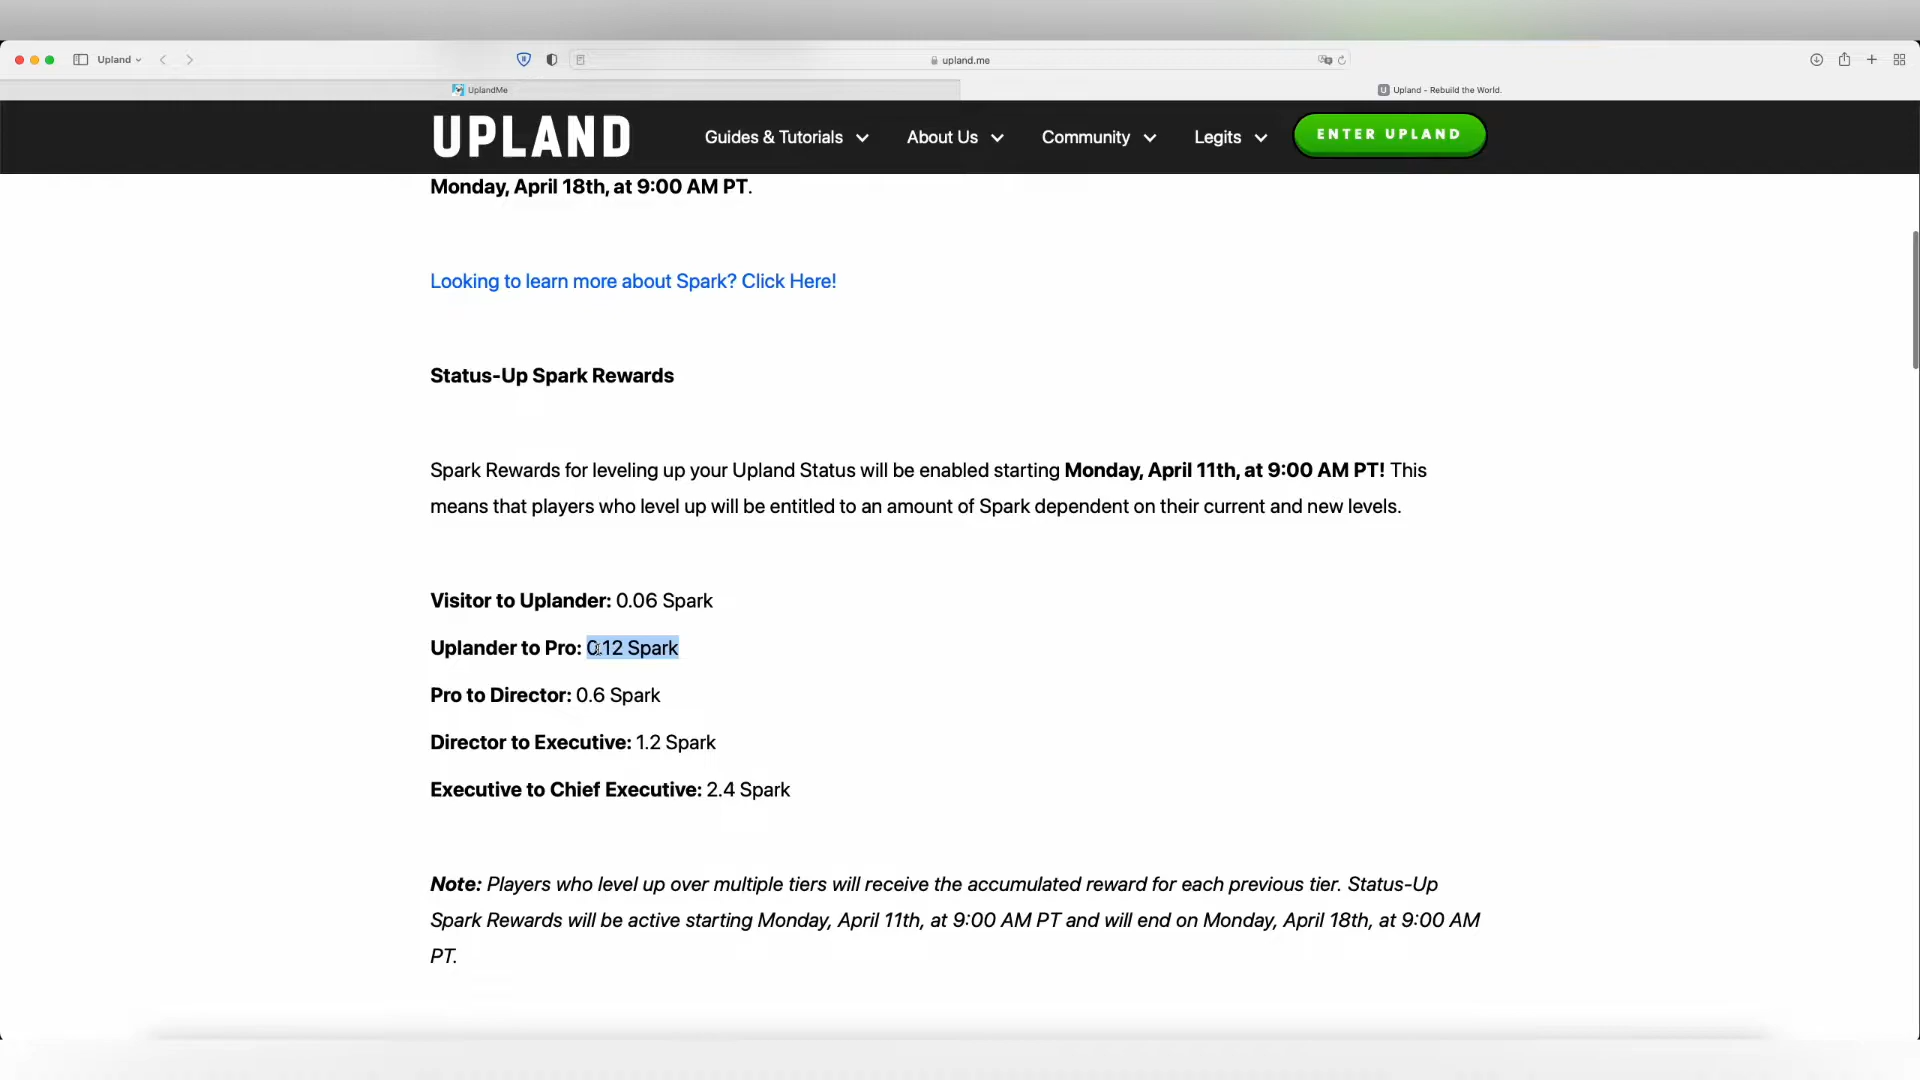 Upland
upland.me
UplandMe
Upland - Rebuild the World.
UPLAND
Guides & Tutorials
About Us
Community
Legits
ENTER UPLAND
Monday, April 18th, at 9:00 AM PT.
Looking to learn more about Spark? Click Here!
Status-Up Spark Rewards
Spark Rewards for leveling up your Upland Status will be enabled starting Monday, April 11th, at 9:00 AM PT! This
means that players who level up will be entitled to an amount of Spark dependent on their current and new levels.
Visitor to Uplander: 0.06 Spark
Uplander to Pro: 0.12 Spark
Pro to Director: 0.6 Spark
Director to Executive: 1.2 Spark
Executive to Chief Executive: 2.4 Spark
Note: Players who level up over multiple tiers will receive the accumulated reward for each previous tier. Status-Up
Spark Rewards will be active starting Monday, April 11th, at 9:00 AM PT and will end on Monday, April 18th, at 9:00 AM
PT.